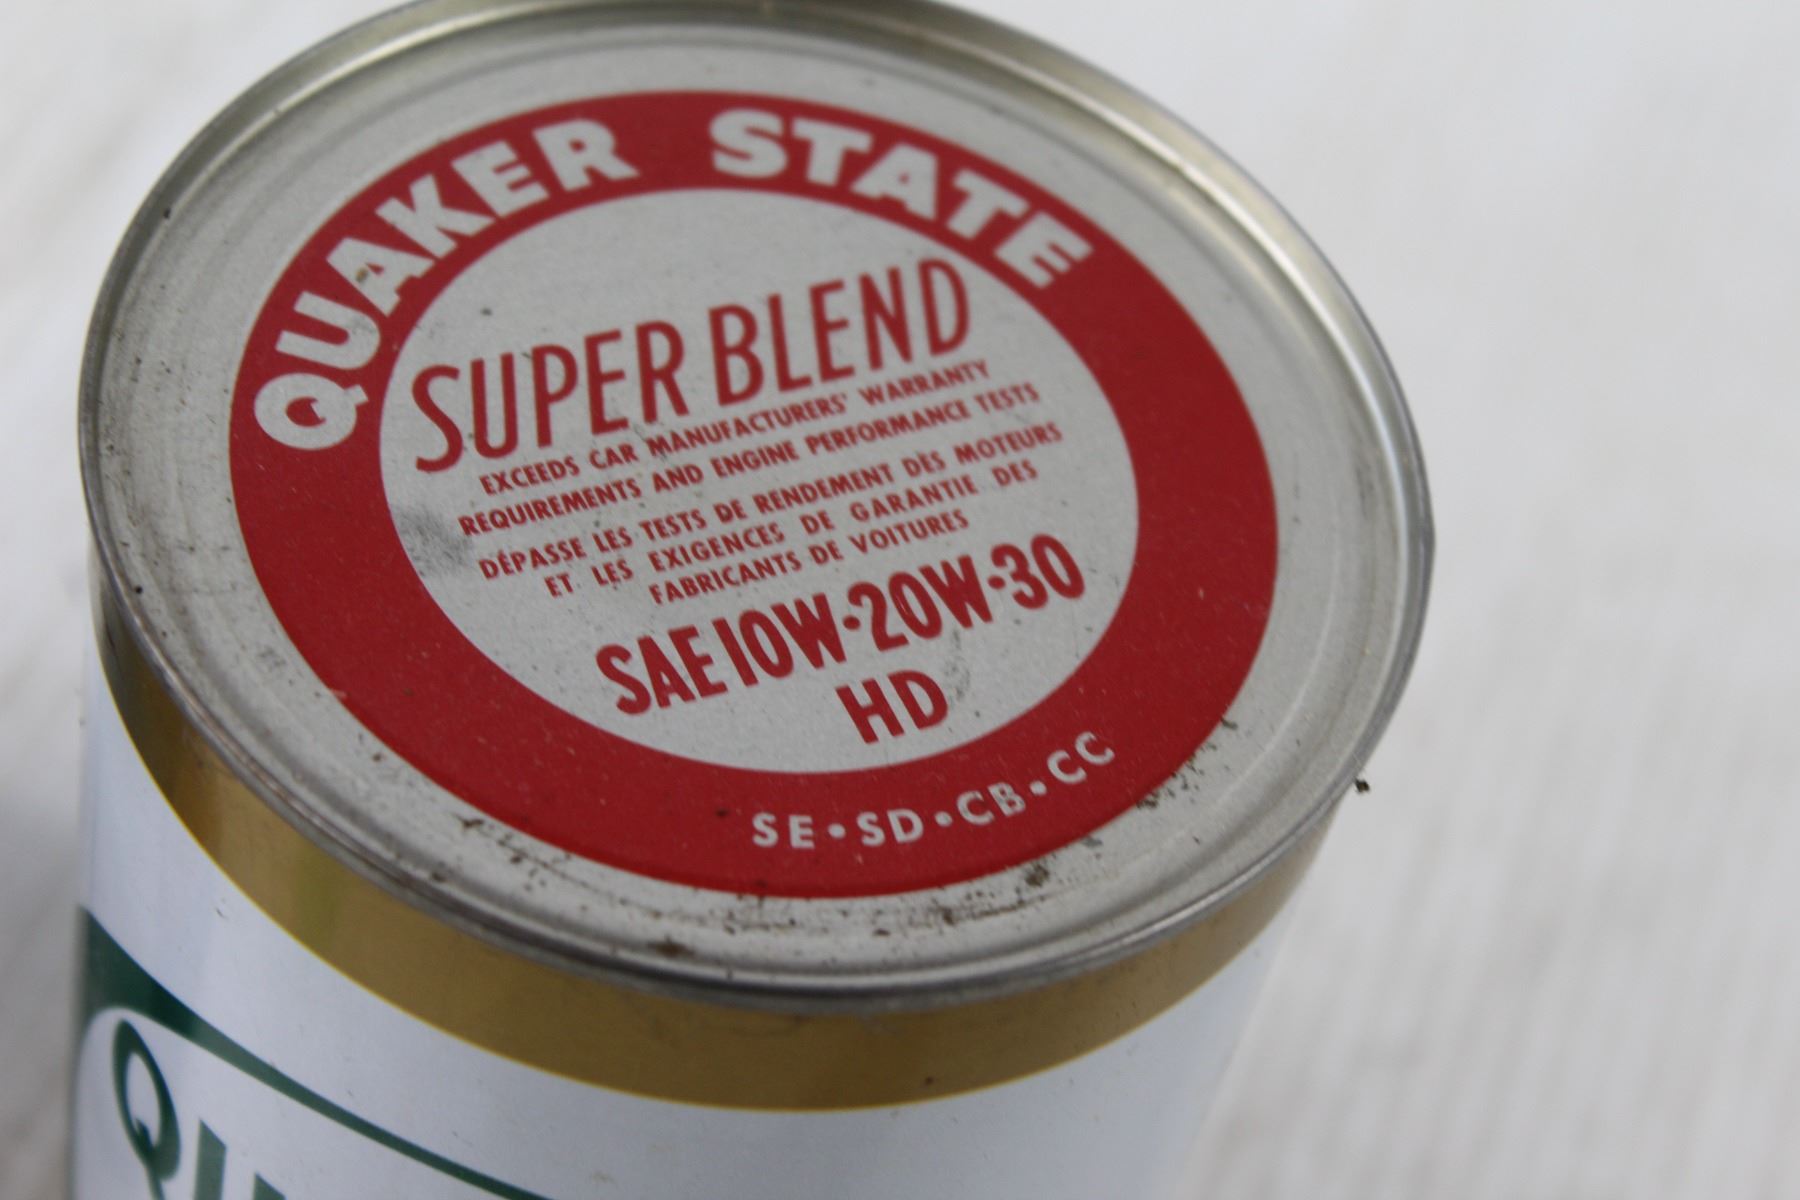 QUAKER STATE
SUPER BLEND
EXCEEDS CAR MANUFACTURERS' WARRANTY
REQUIREMENTS AND ENGINE PERFORMANCE TESTS
DÉPASSE LES TESTS DE RENDEMENT DES MOTEURS
ET LES EXIGENCES DE GARANTIE DES
FABRICANTS DE VOITURES
SAE 10W•20W•30
HD
SE•SD•CB•CC